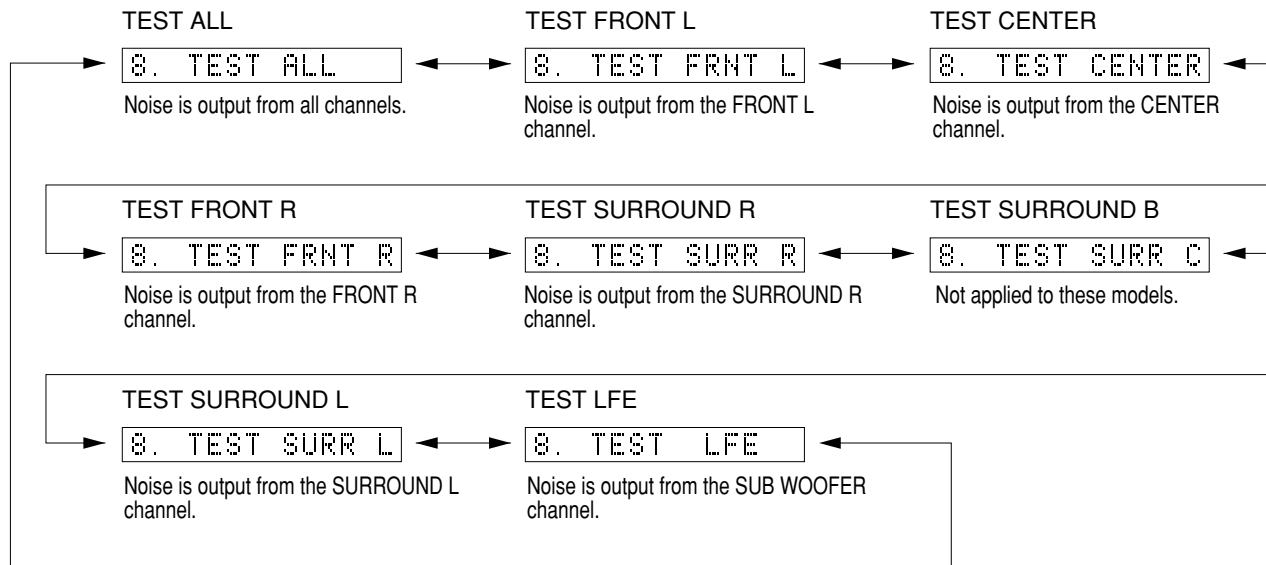 TEST ALL
8. TEST ALL
Noise is output from all channels.
TEST FRONT L
8. TEST FRNT L
Noise is output from the FRONT L
channel.
TEST CENTER
8. TEST CENTER
Noise is output from the CENTER
channel.
TEST FRONT R
8. TEST FRNT R
Noise is output from the FRONT R
channel.
TEST SURROUND R
8. TEST SURR R
Noise is output from the SURROUND R
channel.
TEST SURROUND B
8. TEST SURR C
Not applied to these models.
TEST SURROUND L
8. TEST SURR L
Noise is output from the SURROUND L
channel.
TEST LFE
8. TEST LFE
Noise is output from the SUB WOOFER
channel.